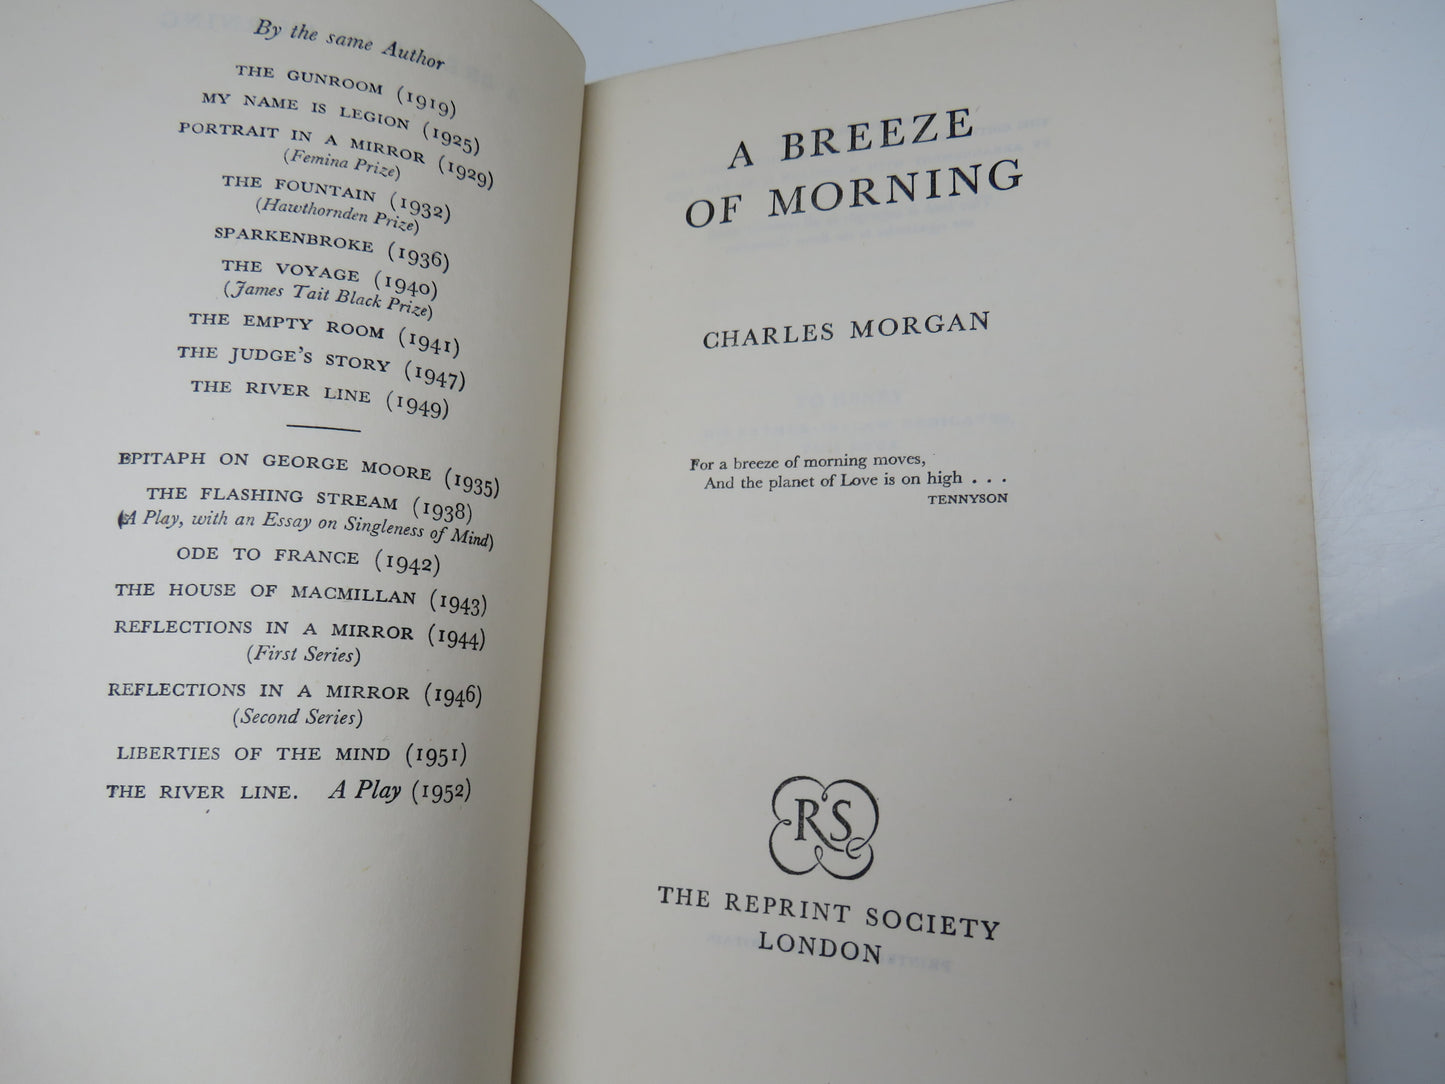 By the same Author
THE GUNROOM (1919)
MY NAME IS LEGION (1925)
PORTRAIT IN A MIRROR (1929)
(Femina Prize)
THE FOUNTAIN (1932)
(Hawthornden Prize)
SPARKENBROKE (1936)
THE VOYAGE (1940)
(James Tait Black Prize)
THE EMPTY ROOM (1941)
THE JUDGE'S STORY (1947)
THE RIVER LINE (1949)
EPITAPH ON GEORGE MOORE (1935)
THE FLASHING STREAM (1938)
(A Play, with an Essay on Singleness of Mind)
ODE TO FRANCE (1942)
THE HOUSE OF MACMILLAN (1943)
REFLECTIONS IN A MIRROR (1944)
(First Series)
REFLECTIONS IN A MIRROR (1946)
(Second Series)
LIBERTIES OF THE MIND (1951)
THE RIVER LINE. A Play (1952)
A BREEZE
OF MORNING
CHARLES MORGAN
For a breeze of morning moves,
And the planet of Love is on high . . .
TENNYSON
RS
THE REPRINT SOCIETY
LONDON